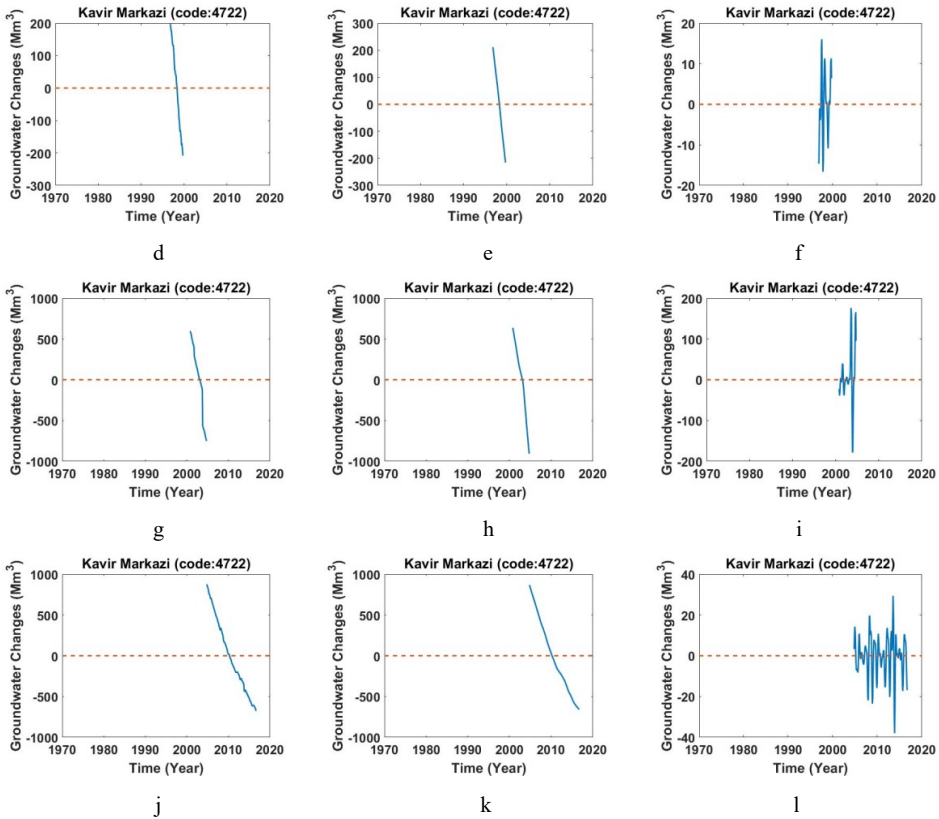 Kavir Markazi (code:4722)
Groundwater Changes (Mm³)
200
100
0
-100
-200
-300
1970 1980 1990 2000 2010 2020
Time (Year)
d
Kavir Markazi (code:4722)
Groundwater Changes (Mm³)
300
200
100
0
-100
-200
-300
1970 1980 1990 2000 2010 2020
Time (Year)
e
Kavir Markazi (code:4722)
Groundwater Changes (Mm³)
20
10
0
-10
-20
1970 1980 1990 2000 2010 2020
Time (Year)
f
Kavir Markazi (code:4722)
Groundwater Changes (Mm³)
1000
500
0
-500
-1000
1970 1980 1990 2000 2010 2020
Time (Year)
g
Kavir Markazi (code:4722)
Groundwater Changes (Mm³)
1000
500
0
-500
-1000
1970 1980 1990 2000 2010 2020
Time (Year)
h
Kavir Markazi (code:4722)
Groundwater Changes (Mm³)
200
100
0
-100
-200
1970 1980 1990 2000 2010 2020
Time (Year)
i
Kavir Markazi (code:4722)
Groundwater Changes (Mm³)
1000
500
0
-500
-1000
1970 1980 1990 2000 2010 2020
Time (Year)
j
Kavir Markazi (code:4722)
Groundwater Changes (Mm³)
1000
500
0
-500
-1000
1970 1980 1990 2000 2010 2020
Time (Year)
k
Kavir Markazi (code:4722)
Groundwater Changes (Mm³)
40
20
0
-20
-40
1970 1980 1990 2000 2010 2020
Time (Year)
l